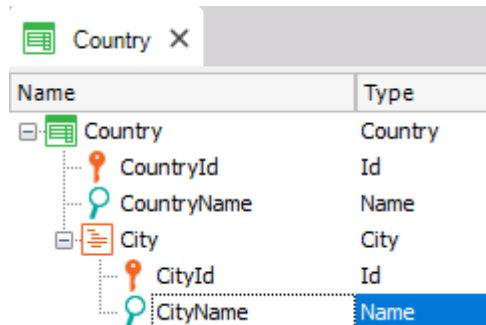 Country
Name Type
Country Country
CountryId Id
CountryName Name
City City
CityId Id
CityName Name